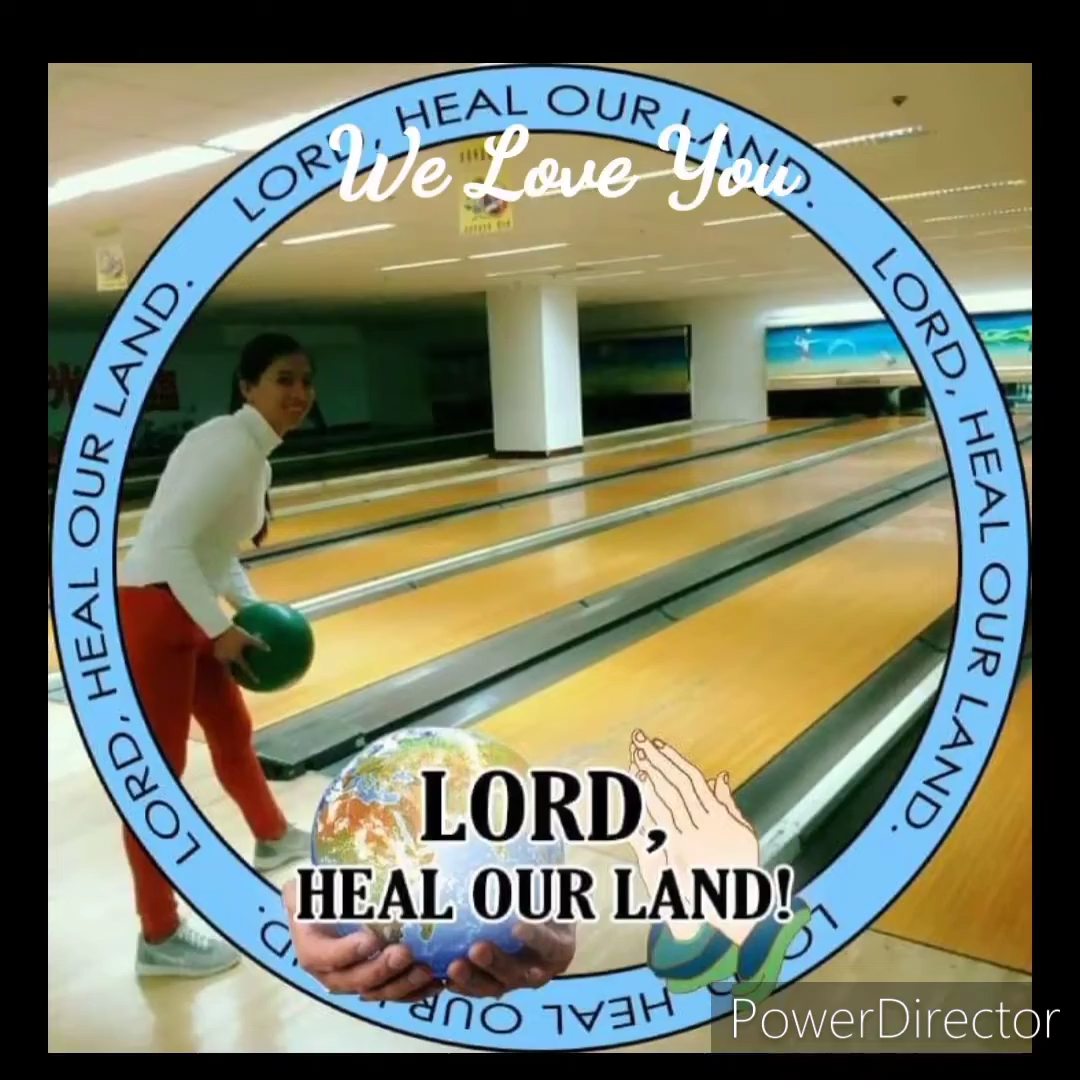 We Love You
LORD, HEAL OUR LAND.
LORD, HEAL OUR LAND.
LORD, HEAL OUR LAND.
HEAL OUR
LORD,
HEAL OUR LAND!
PowerDirector